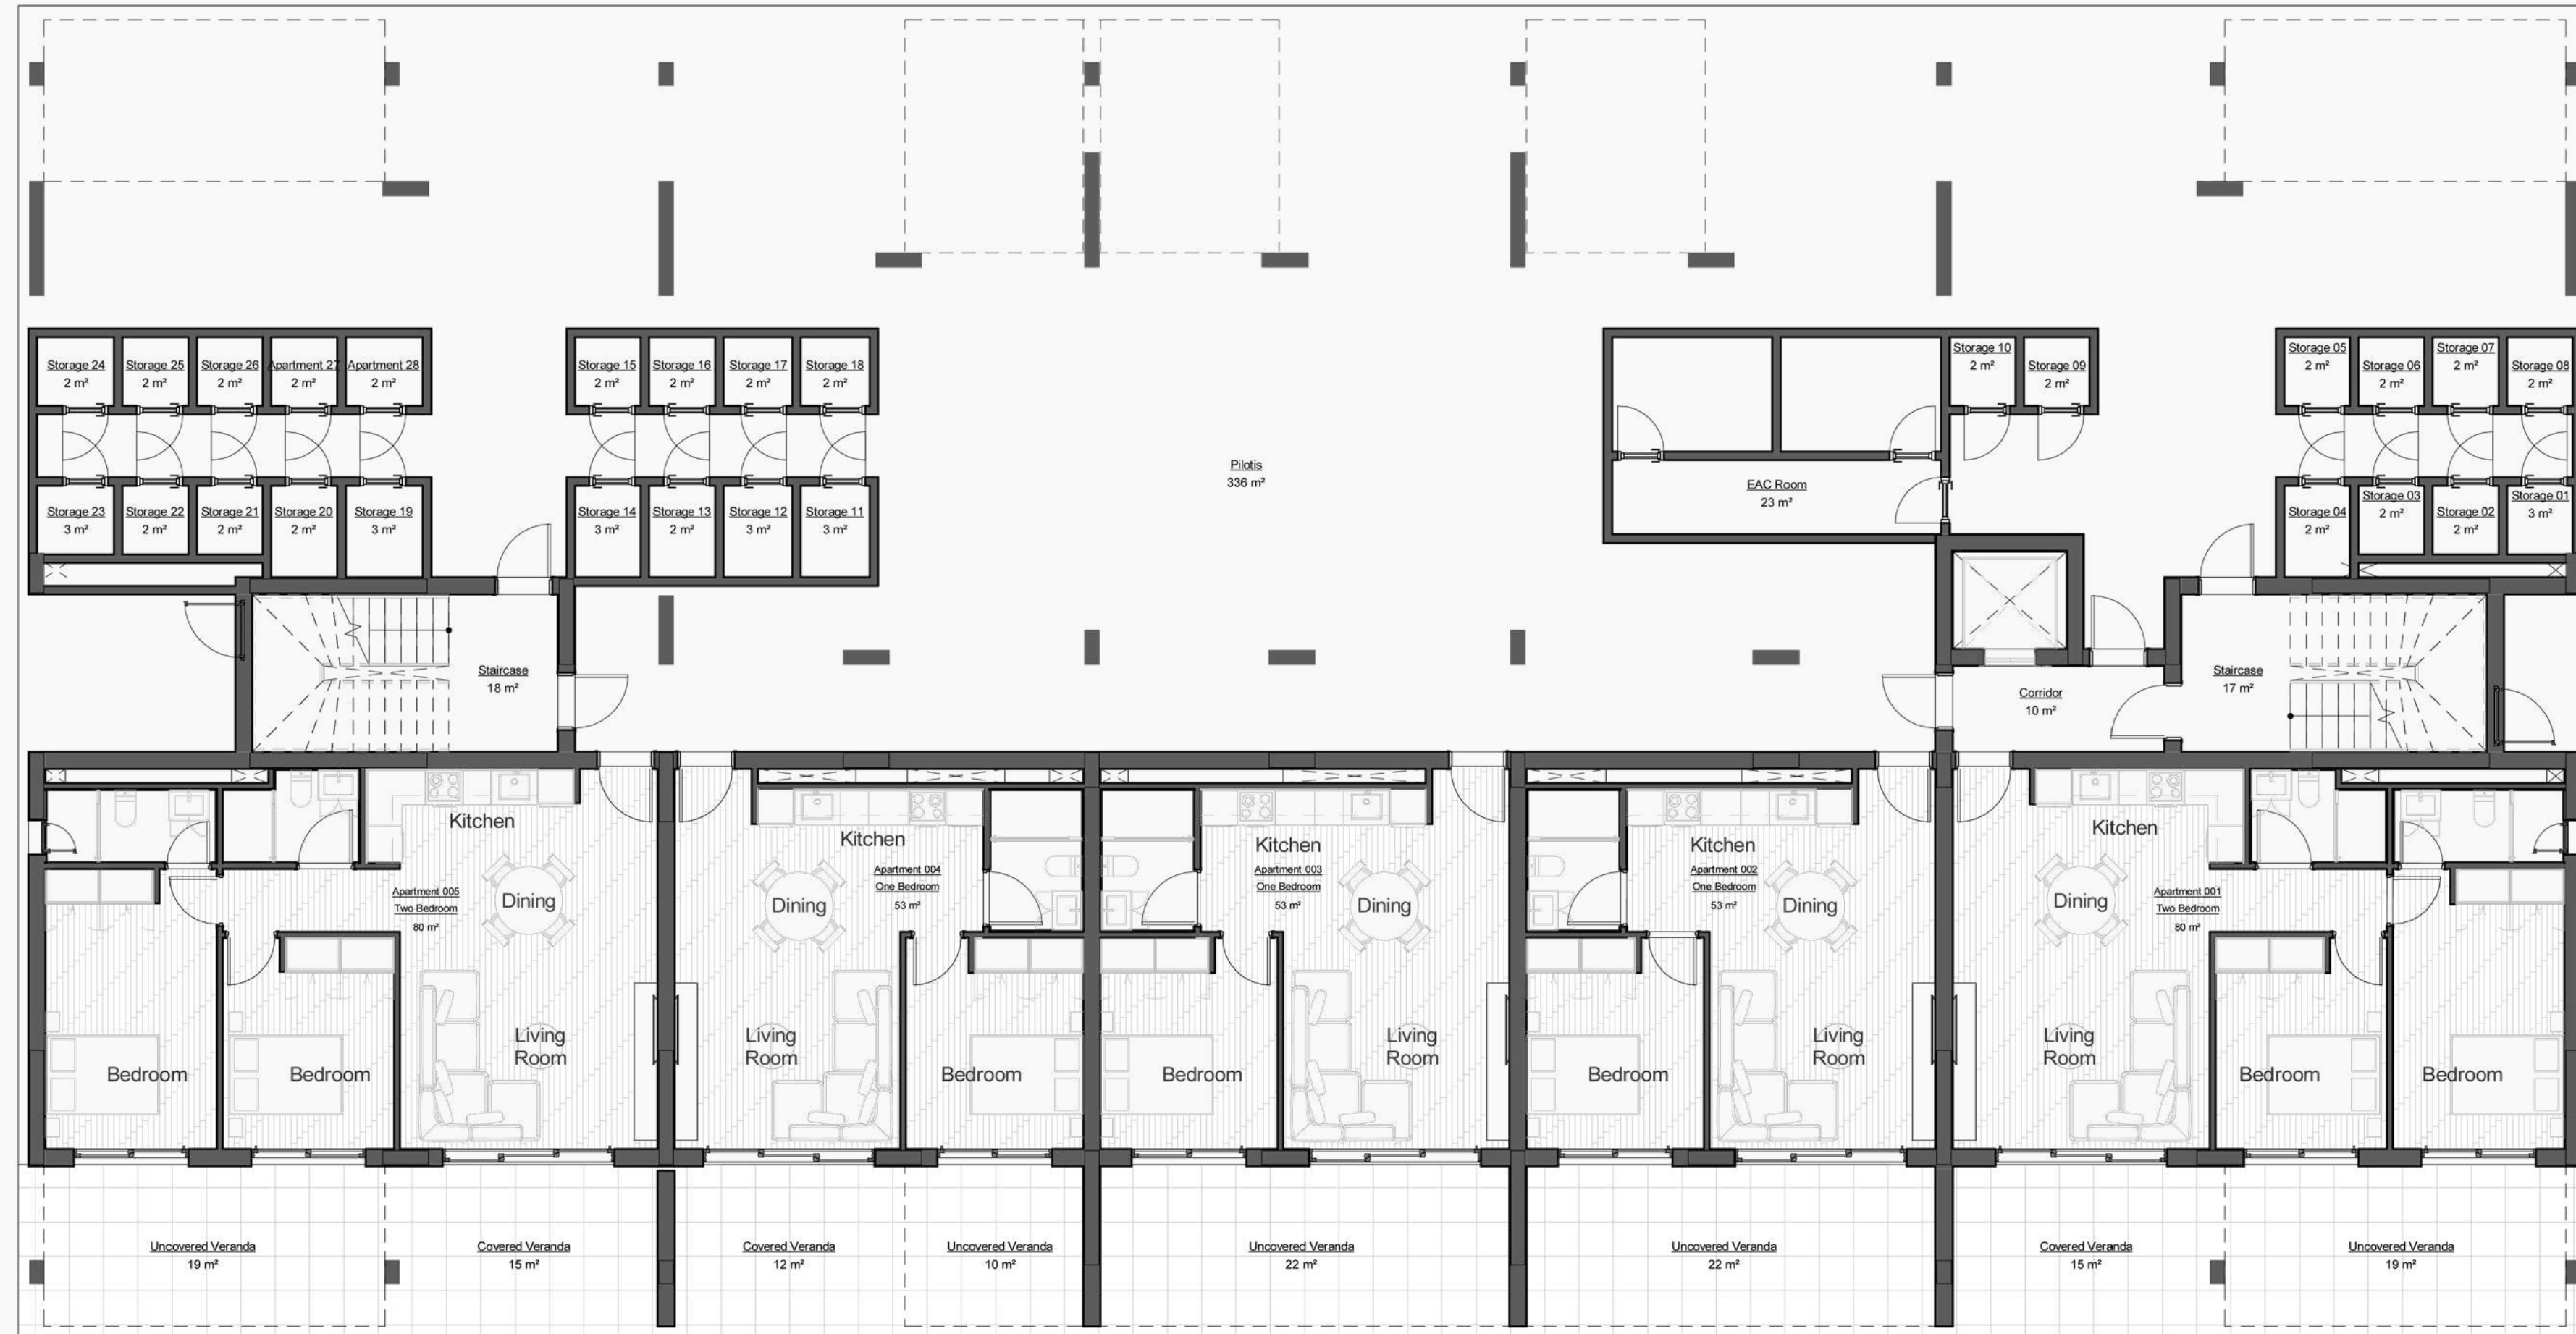 Storage 24
2 m²
Storage 25
2 m²
Storage 26
2 m²
Apartment 27
2 m²
Apartment 28
2 m²
Storage 15
2 m²
Storage 16
2 m²
Storage 17
2 m²
Storage 18
2 m²
Storage 10
2 m²
Storage 09
2 m²
Storage 05
2 m²
Storage 06
2 m²
Storage 07
2 m²
Storage 08
2 m²
Pilotis
336 m²
EAC Room
23 m²
Storage 23
3 m²
Storage 22
2 m²
Storage 21
2 m²
Storage 20
2 m²
Storage 19
3 m²
Storage 14
3 m²
Storage 13
2 m²
Storage 12
3 m²
Storage 11
3 m²
Storage 04
2 m²
Storage 03
2 m²
Storage 02
2 m²
Storage 01
3 m²
Staircase
18 m²
Corridor
10 m²
Staircase
17 m²
Kitchen
Apartment 005
Two Bedroom
80 m²
Dining
Living
Room
Bedroom
Bedroom
Kitchen
Apartment 004
One Bedroom
53 m²
Dining
Living
Room
Bedroom
Kitchen
Apartment 003
One Bedroom
53 m²
Dining
Living
Room
Bedroom
Kitchen
Apartment 002
One Bedroom
53 m²
Dining
Living
Room
Bedroom
Kitchen
Apartment 001
Two Bedroom
80 m²
Dining
Living
Room
Bedroom
Bedroom
Uncovered Veranda
19 m²
Covered Veranda
15 m²
Covered Veranda
12 m²
Uncovered Veranda
10 m²
Uncovered Veranda
22 m²
Uncovered Veranda
22 m²
Covered Veranda
15 m²
Uncovered Veranda
19 m²